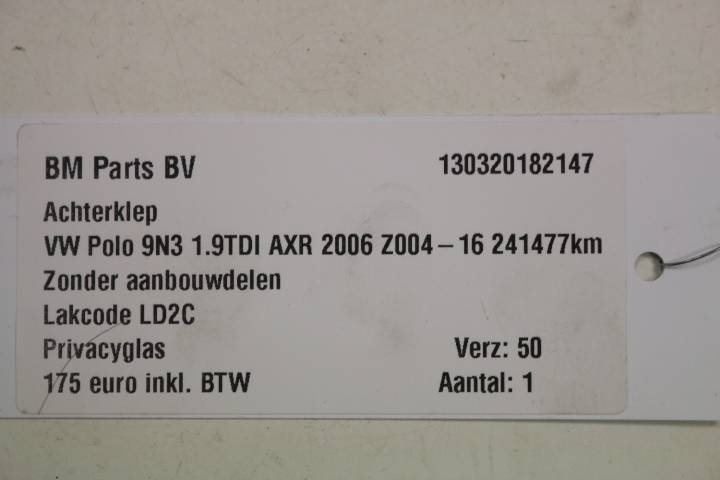 BM Parts BV 130320182147
Achterklep
VW Polo 9N3 1.9TDI AXR 2006 Z004-16 241477km
Zonder aanbouwdelen
Lakcode LD2C
Privacyglas Verz: 50
175 euro inkl. BTW Aantal: 1